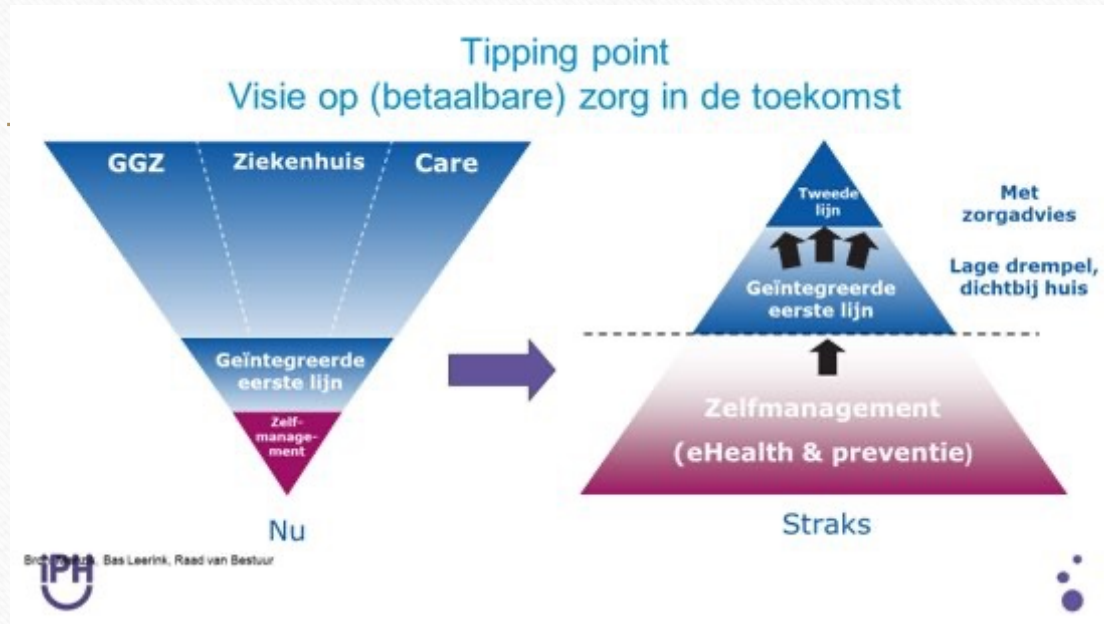 Tipping point
Visie op (betaalbare) zorg in de toekomst
GGZ
Ziekenhuis
Care
Geïntegreerde
eerste lijn
Zelf-
manage-
ment
Nu
Tweede
lijn
Geïntegreerde
eerste lijn
Zelfmanagement
(eHealth & preventie)
Straks
Met
zorgadvies
Lage drempel,
dichtbij huis
Bas Leerink, Raad van Bestuur
IPH